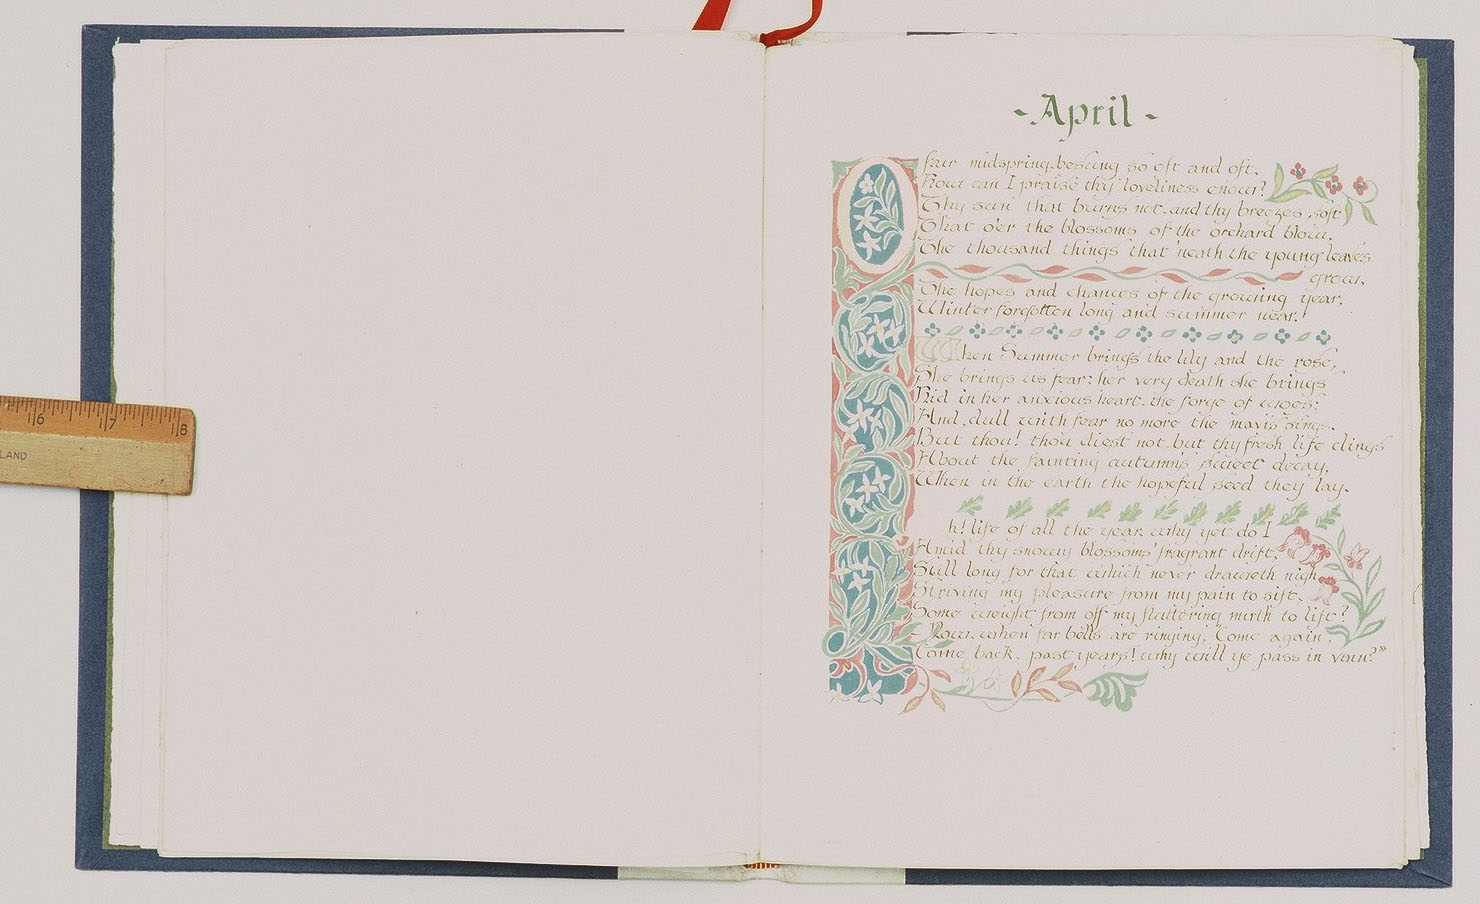 - April -
O fair midspring, besung so oft and oft,
How can I praise thy loveliness enow?
Thy sun that burns not, and thy breezes soft
That o'er the blossoms of the orchard blow,
The thousand things that 'neath the young leaves
grow,
The hopes and chances of the growing year,
Winter forgotten long and summer near.
When Summer brings the lily and the rose,
She brings us fear: her very death she brings
Hid in her anxious heart, the forge of woes;
And, dull with fear no more the mavis sings.
But thou! thou diest not, but thy fresh life clings
About the fainting autumn's sweet decay,
When in the earth the hopeful seed they lay.
h! life of all the year, why yet do I
Amid thy snowy blossoms' fragrant drift,
Still long for that which never draweth nigh,
Striving my pleasure from my pain to sift,
Some weight from off my fluttering mirth to lift?
- Now, when far bells are ringing, "Come again,
Come back, past years! why will ye pass in vain?"
16 17 18
LAND